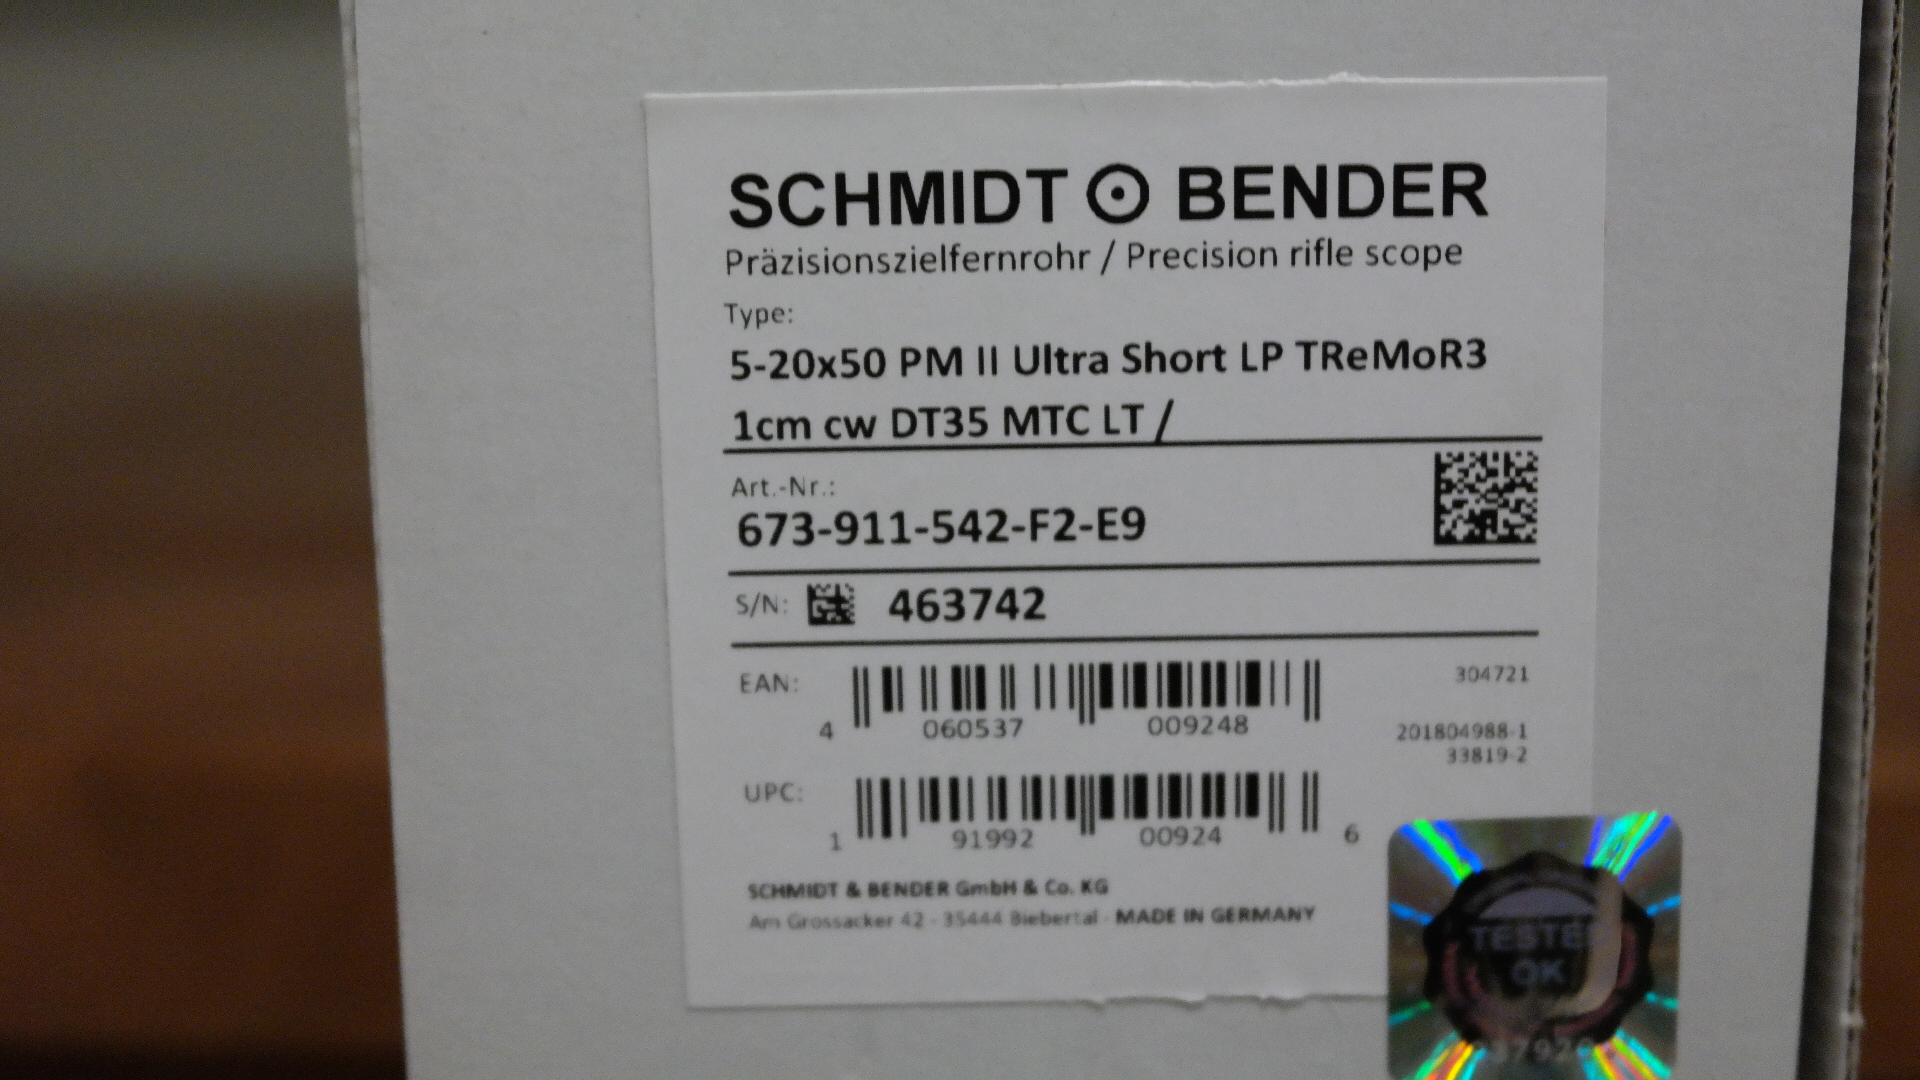 SCHMIDT BENDER
Präzisionszielfernrohr / Precision rifle scope
Type:
5-20x50 PM II Ultra Short LP TReMoR3
1cm cw DT35 MTC LT /
Art.-Nr.:
673-911-542-F2-E9
S/N: 463742
EAN: 4 060537 009248
304721
201804988-1
33819-2
UPC: 1 91992 00924 6
SCHMIDT & BENDER GmbH & Co. KG
Am Grossacker 42 - 35444 Biebertal - MADE IN GERMANY
TESTED
OK